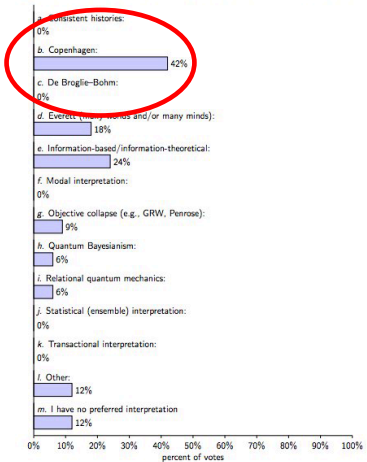 a. Consistent histories:
0%
b. Copenhagen:
42%
c. De Broglie–Bohm:
0%
d. Everett (many worlds and/or many minds):
18%
e. Information-based/information-theoretical:
24%
f. Modal interpretation:
0%
g. Objective collapse (e.g., GRW, Penrose):
9%
h. Quantum Bayesianism:
6%
i. Relational quantum mechanics:
6%
j. Statistical (ensemble) interpretation:
0%
k. Transactional interpretation:
0%
l. Other:
12%
m. I have no preferred interpretation
12%
0% 10% 20% 30% 40% 50% 60% 70% 80% 90% 100%
percent of votes